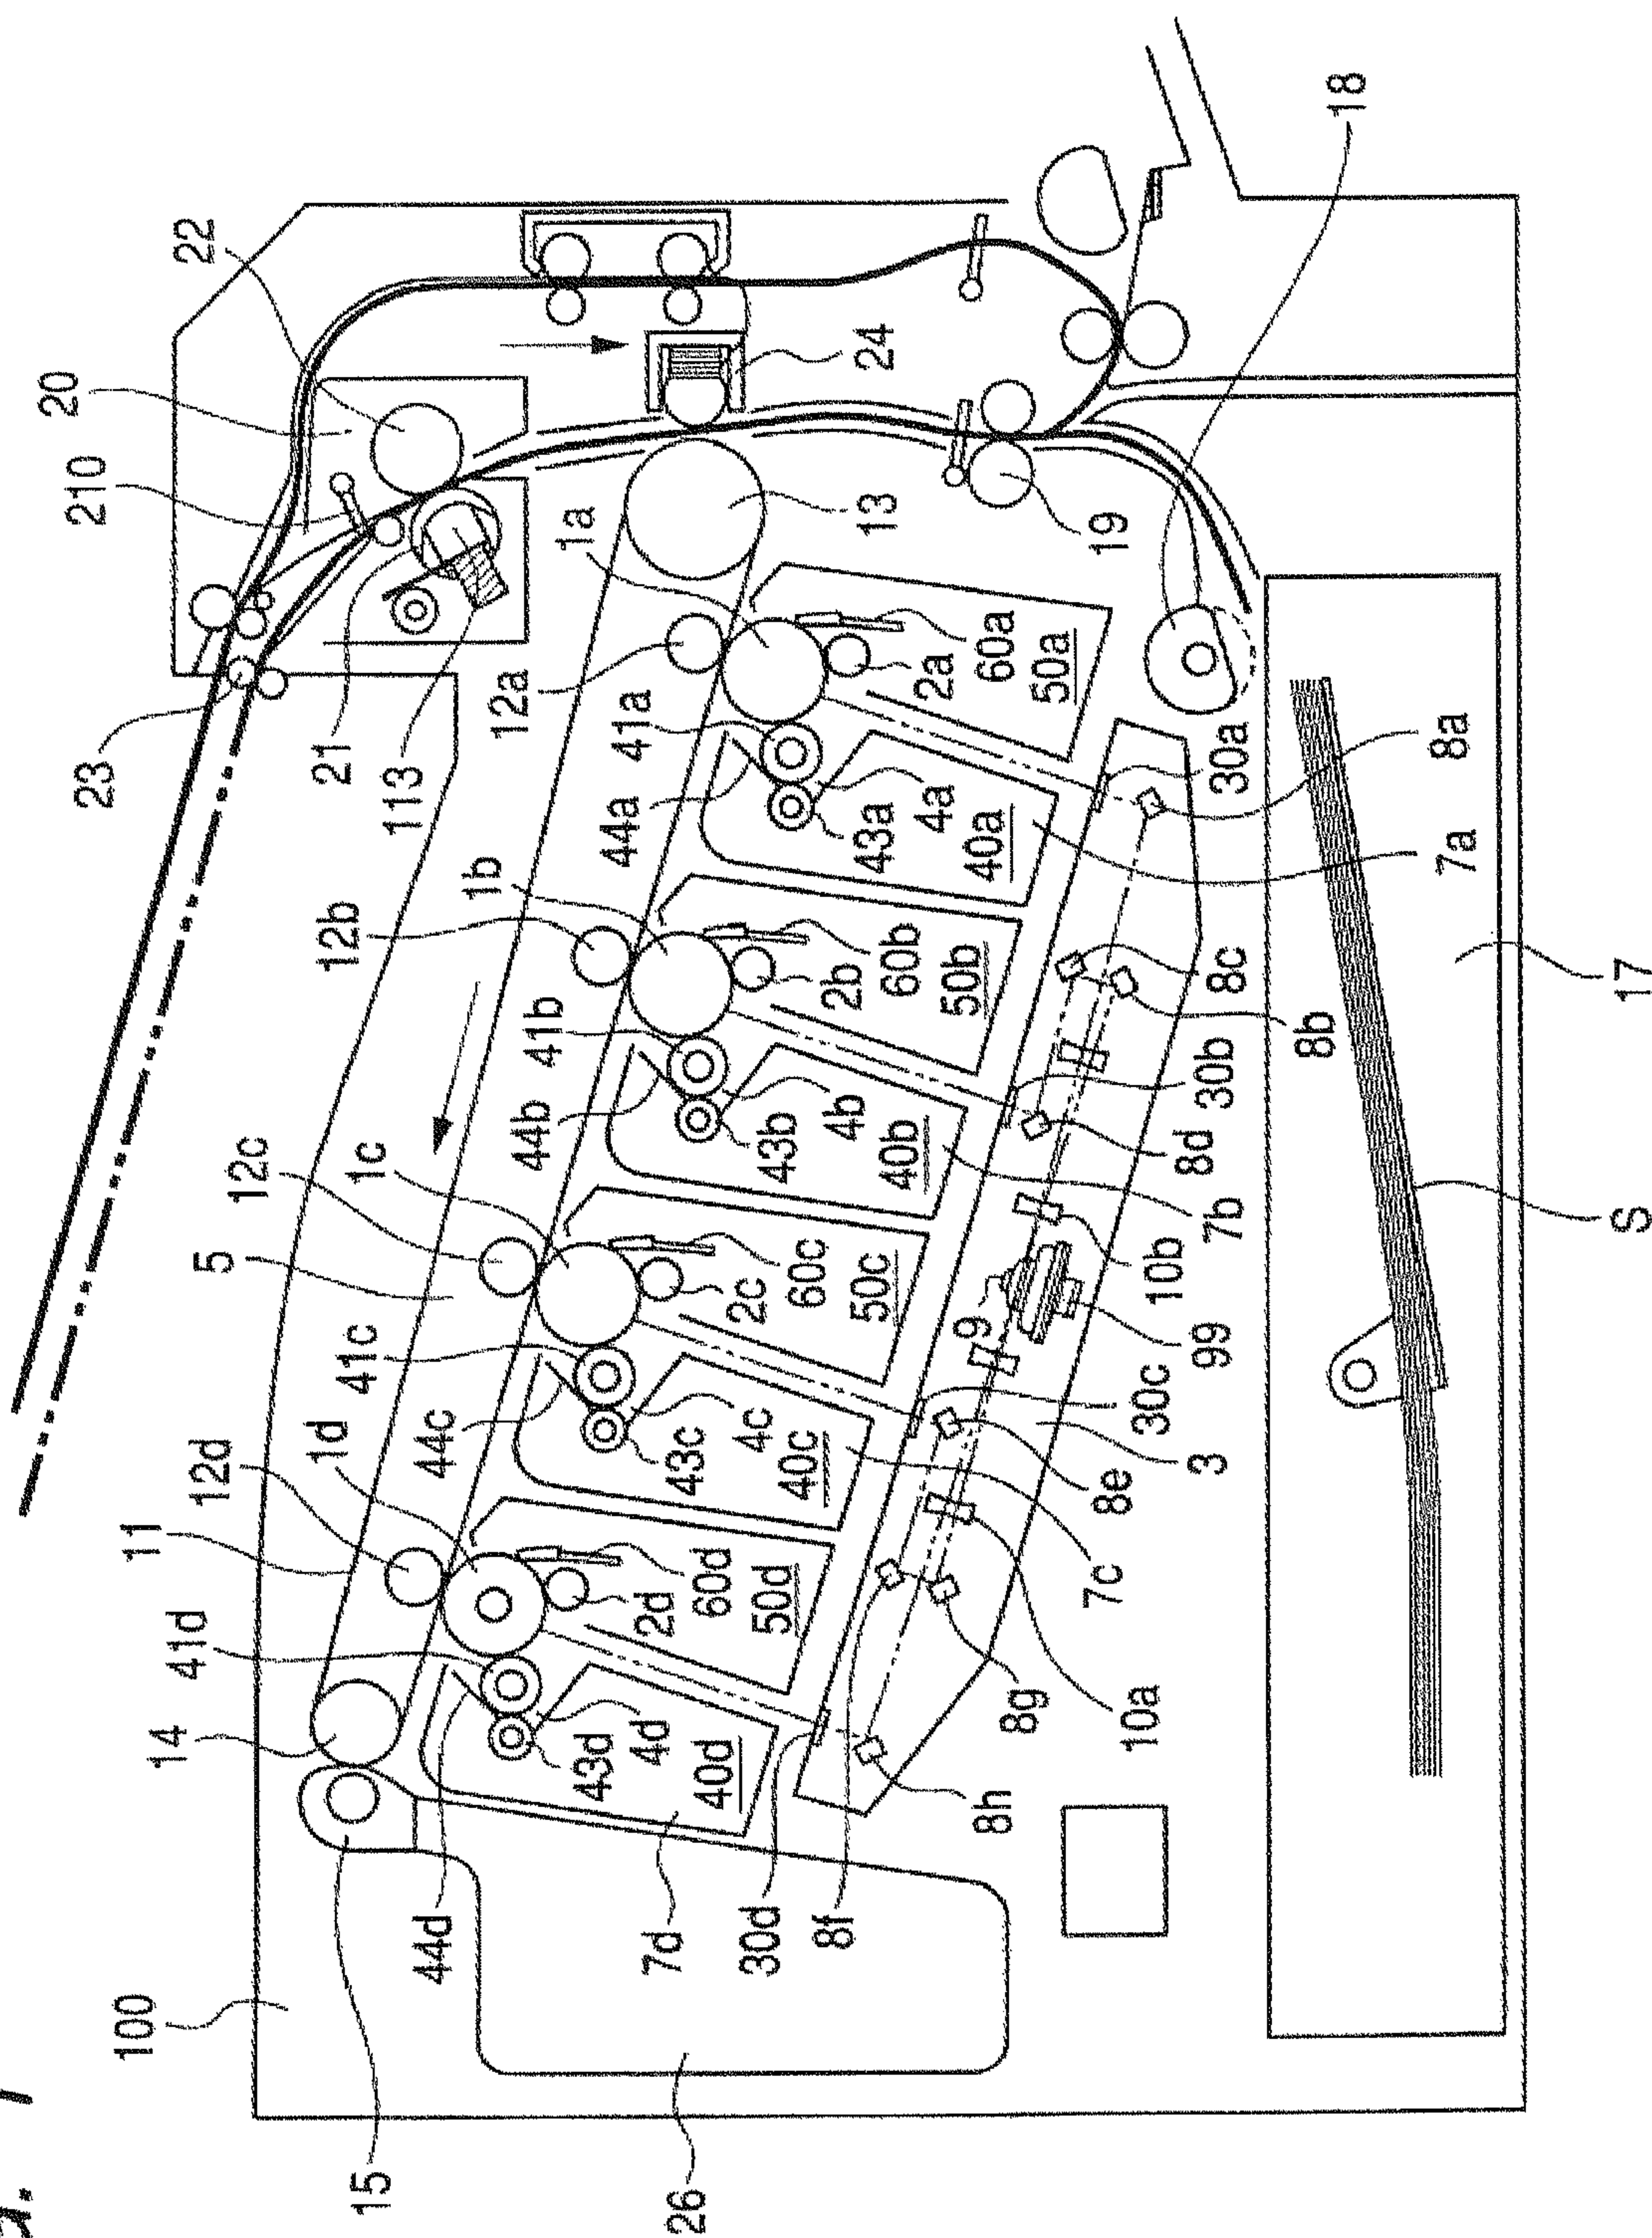 20
23 210
100 11
14
41d 22
12d 5
12c
12b
1d 21
41c 1c
15
113
44d 44c
1b
12a
44b 41b
1a
44a 41a
43d
4d
7d 2d
26 43c
40d 60d
30d 50d 4c 2c 43b
40c 60c 4b 2b
8f 50c 40b 60b 43a 13 24
50b 4a 2a
9 40a 60a
8h 50a
8g 19
7c 8e
10a 30c 10b 8d
3 99 7b 30b 8c 30a
8b 18
7a 8a
S 17